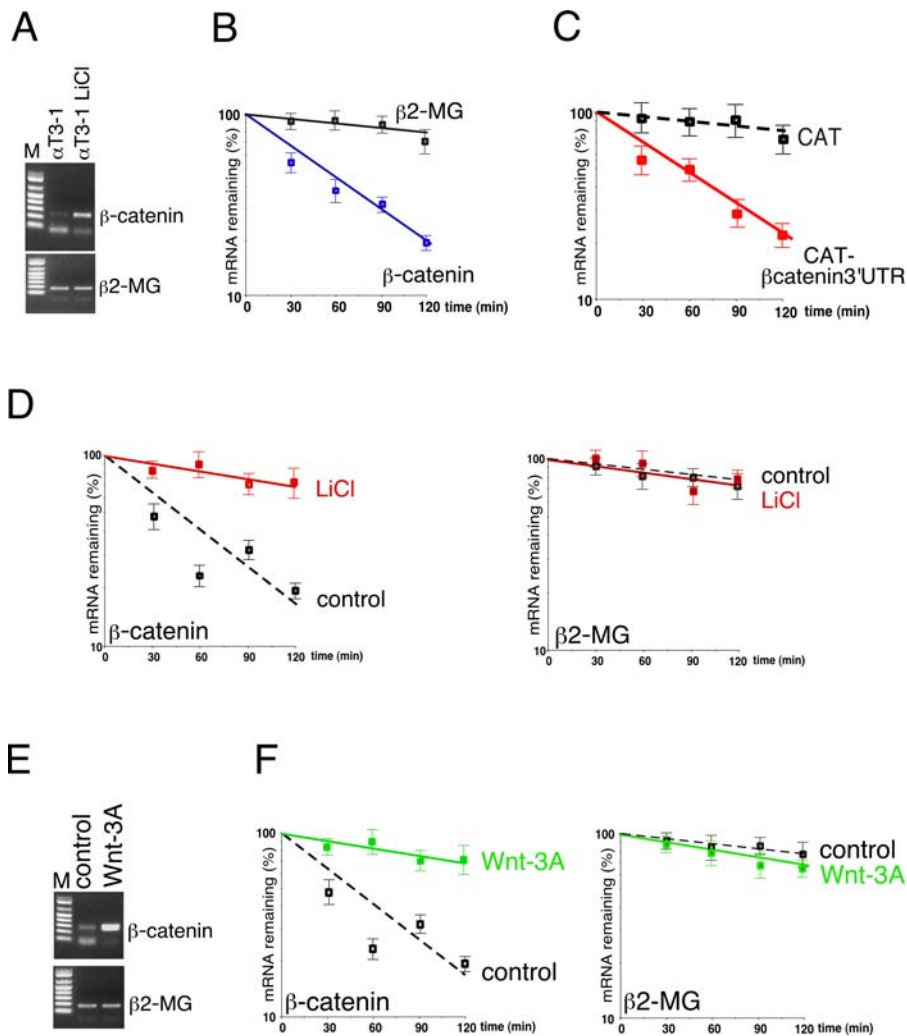 A
M
αT3-1
αT3-1 LiCl
β-catenin
β2-MG
B
mRNA remaining (%)
100
10
β2-MG
β-catenin
0 30 60 90 120 time (min)
C
mRNA remaining (%)
100
10
CAT
CAT-
βcatenin3'UTR
0 30 60 90 120 time (min)
D
mRNA remaining (%)
100
10
LiCl
control
β-catenin
0 30 60 90 120 time (min)
mRNA remaining (%)
100
10
control
LiCl
β2-MG
0 30 60 90 120 time (min)
E
M
control
Wnt-3A
β-catenin
β2-MG
F
mRNA remaining (%)
100
10
Wnt-3A
control
β-catenin
0 30 60 90 120 time (min)
mRNA remaining (%)
100
10
control
Wnt-3A
β2-MG
0 30 60 90 120 time (min)